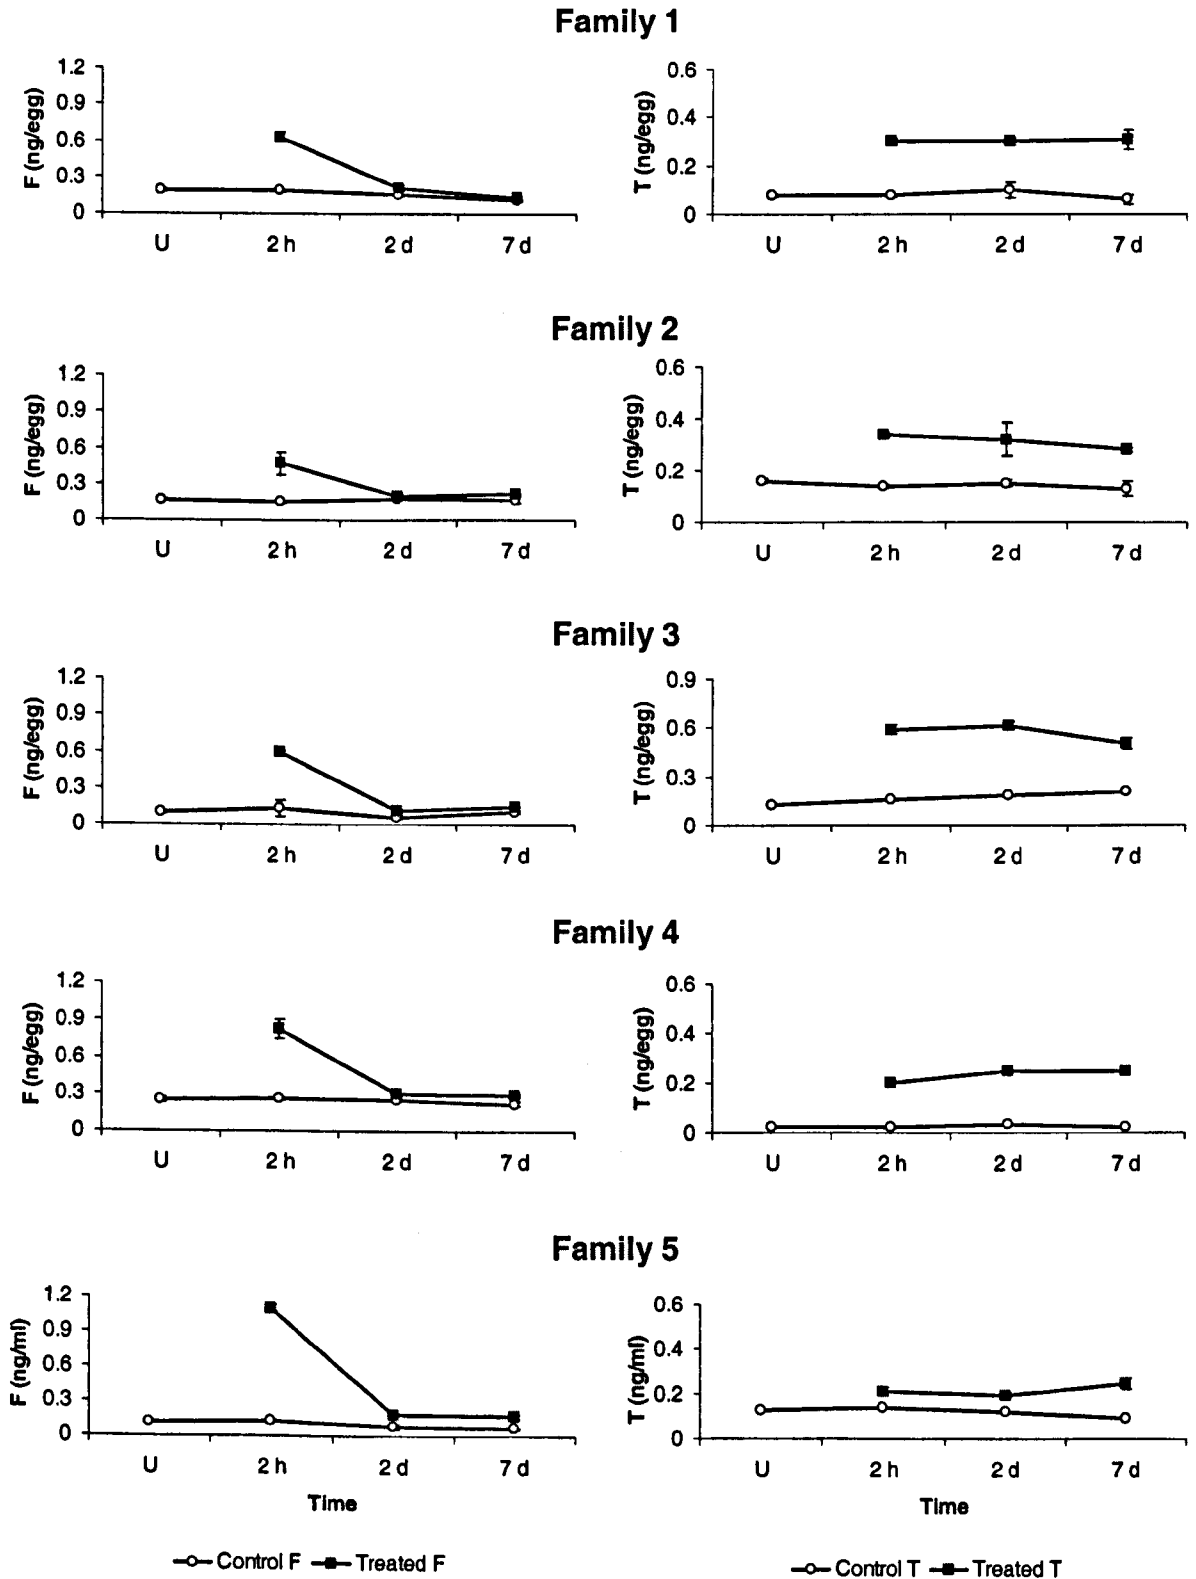 Family 1
F (ng/egg)
1.2
0.9
0.6
0.3
0
U 2 h 2 d 7 d
T (ng/egg)
0.6
0.4
0.2
0
U 2 h 2 d 7 d
Family 2
F (ng/egg)
1.2
0.9
0.6
0.3
0
U 2 h 2 d 7 d
T (ng/egg)
0.6
0.4
0.2
0
U 2 h 2 d 7 d
Family 3
F (ng/egg)
1.2
0.9
0.6
0.3
0
U 2 h 2 d 7 d
T (ng/egg)
0.9
0.6
0.3
0
U 2 h 2 d 7 d
Family 4
F (ng/egg)
1.2
0.9
0.6
0.3
0
U 2 h 2 d 7 d
T (ng/egg)
0.6
0.4
0.2
0
U 2 h 2 d 7 d
Family 5
F (ng/ml)
1.2
0.9
0.6
0.3
0
U 2 h 2 d 7 d
Time
T (ng/ml)
0.6
0.4
0.2
0
U 2 h 2 d 7 d
Time
Control F Treated F
Control T Treated T